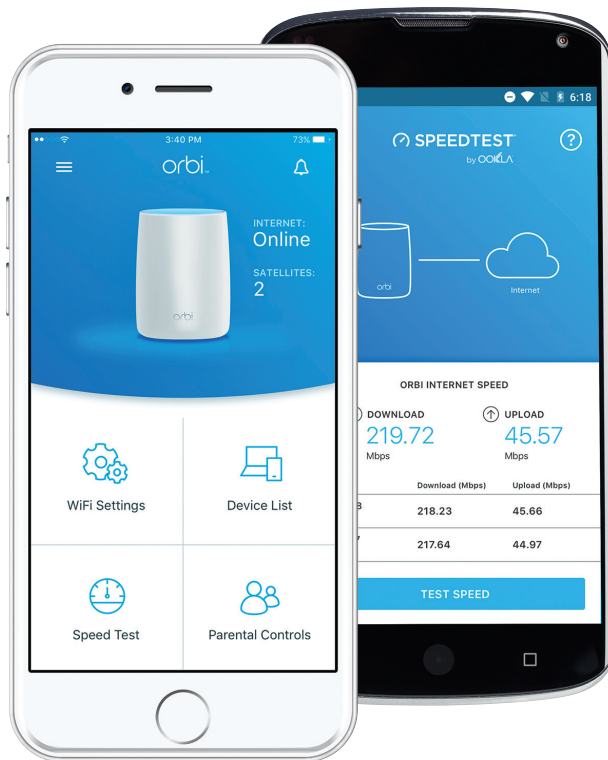 3:40 PM
73%
orbi
INTERNET:
Online
SATELLITES:
2
orbi
WiFi Settings
Device List
Speed Test
Parental Controls
6:18
SPEEDTEST
by OOKLA
?
orbi
Internet
ORBI INTERNET SPEED
DOWNLOAD
UPLOAD
219.72
45.57
Mbps
Mbps
Download (Mbps)
Upload (Mbps)
218.23
45.66
217.64
44.97
TEST SPEED